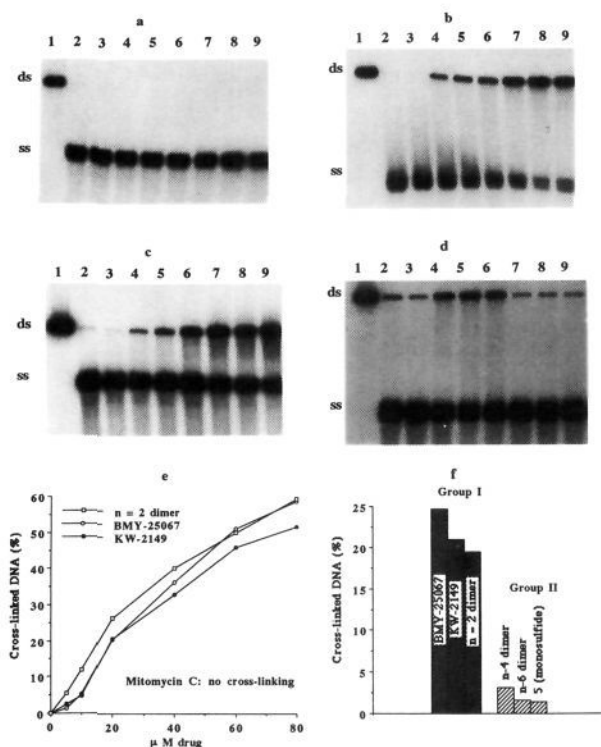 a
1 2 3 4 5 6 7 8 9
ds
ss
b
1 2 3 4 5 6 7 8 9
ds
ss
c
1 2 3 4 5 6 7 8 9
ds
ss
d
1 2 3 4 5 6 7 8 9
ds
ss
e
60
50
40
30
20
10
0
Cross-linked DNA (%)
n = 2 dimer
BMY-25067
KW-2149
Mitomycin C: no cross-linking
0 20 40 60 80
μ M drug
f
25
20
15
10
5
0
Cross-linked DNA (%)
Group I
BMY-25067
KW-2149
n = 2 dimer
Group II
n-4 dimer
n-6 dimer
5 (monosulfide)